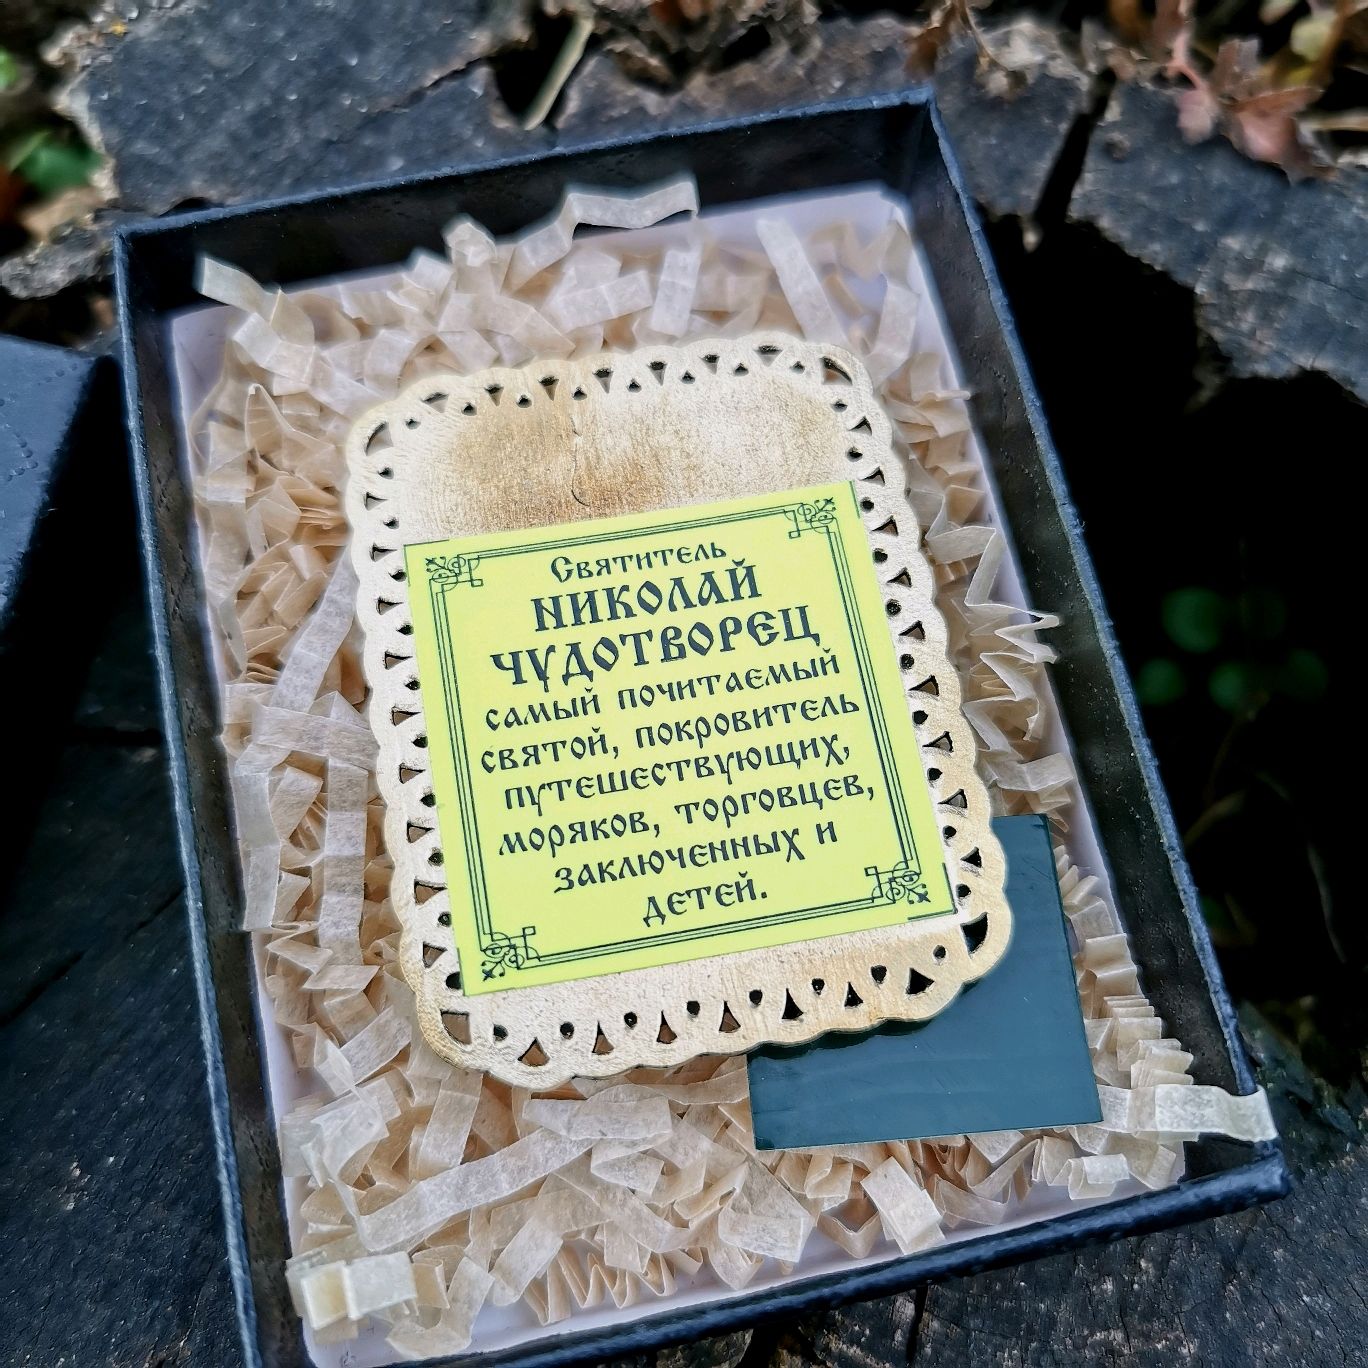 Святитель
НИКОЛАЙ
ЧУДОТВОРЕЦ
самый почитаемый
святой, покровитель
путешествующих,
моряков, торговцев,
заключенных и
детей.